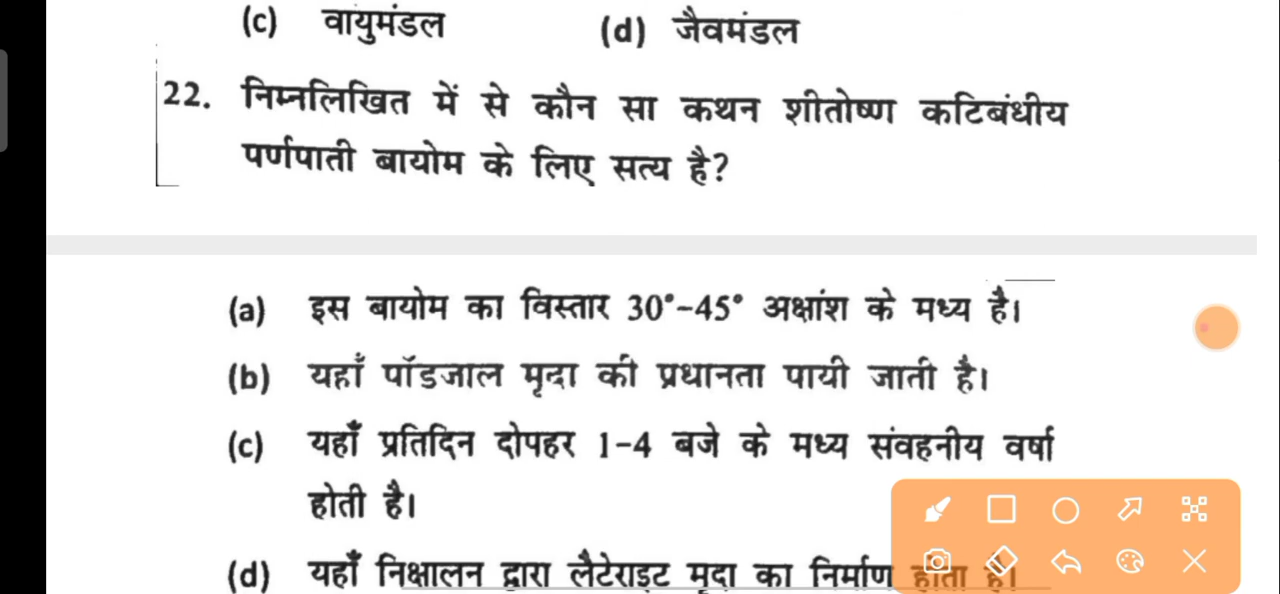 (c) वायुमंडल (d) जैवमंडल
22. निम्नलिखित में से कौन सा कथन शीतोष्ण कटिबंधीय
पर्णपाती बायोम के लिए सत्य है?
(a) इस बायोम का विस्तार 30°-45° अक्षांश के मध्य है।
(b) यहाँ पॉडजाल मृदा की प्रधानता पायी जाती है।
(c) यहाँ प्रतिदिन दोपहर 1-4 बजे के मध्य संवहनीय वर्षा
होती है।
(d) यहाँ निक्षालन द्वारा लैटेराइट मृदा का निर्माण होता है।